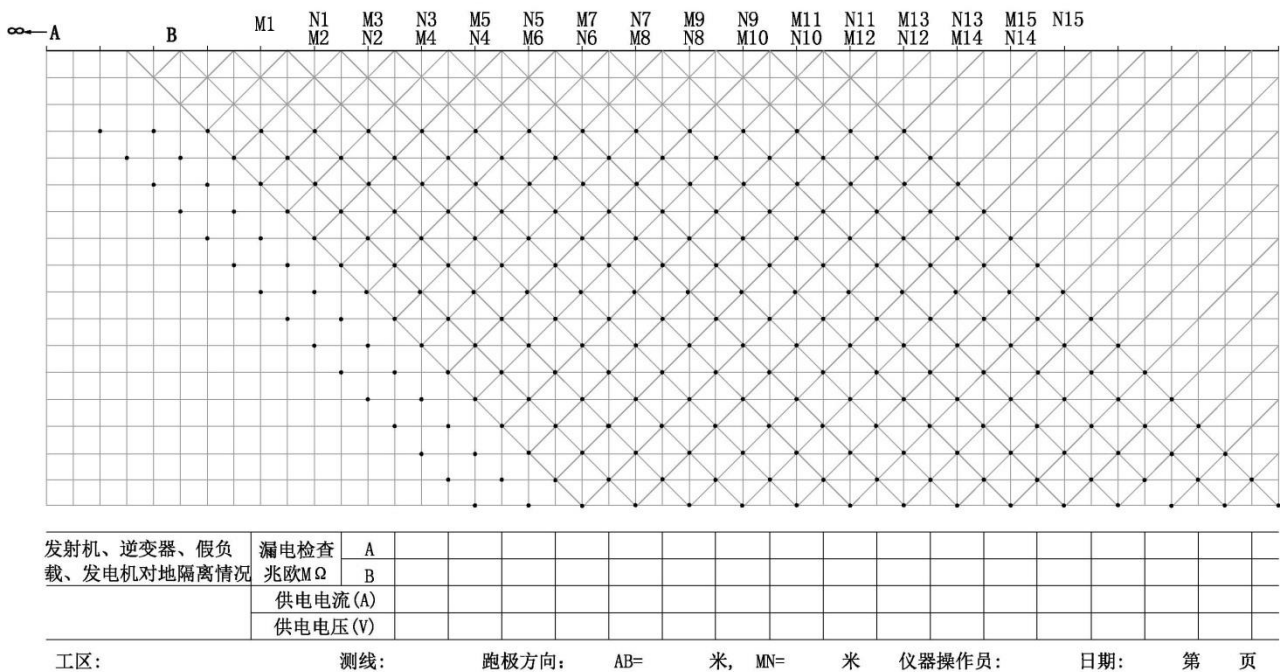 M1 N1 M3 N3 M5 N5 M7 N7 M9 N9 M11 N11 M13 N13 M15 N15
∞←A B M2 N2 M4 N4 M6 N6 M8 N8 M10 N10 M12 N12 M14 N14
发射机、逆变器、假负 漏电检查 A
载、发电机对地隔离情况 兆欧MΩ B
供电电流(A)
供电电压(V)
工区: 测线: 跑极方向: AB= 米, MN= 米 仪器操作员: 日期: 第 页